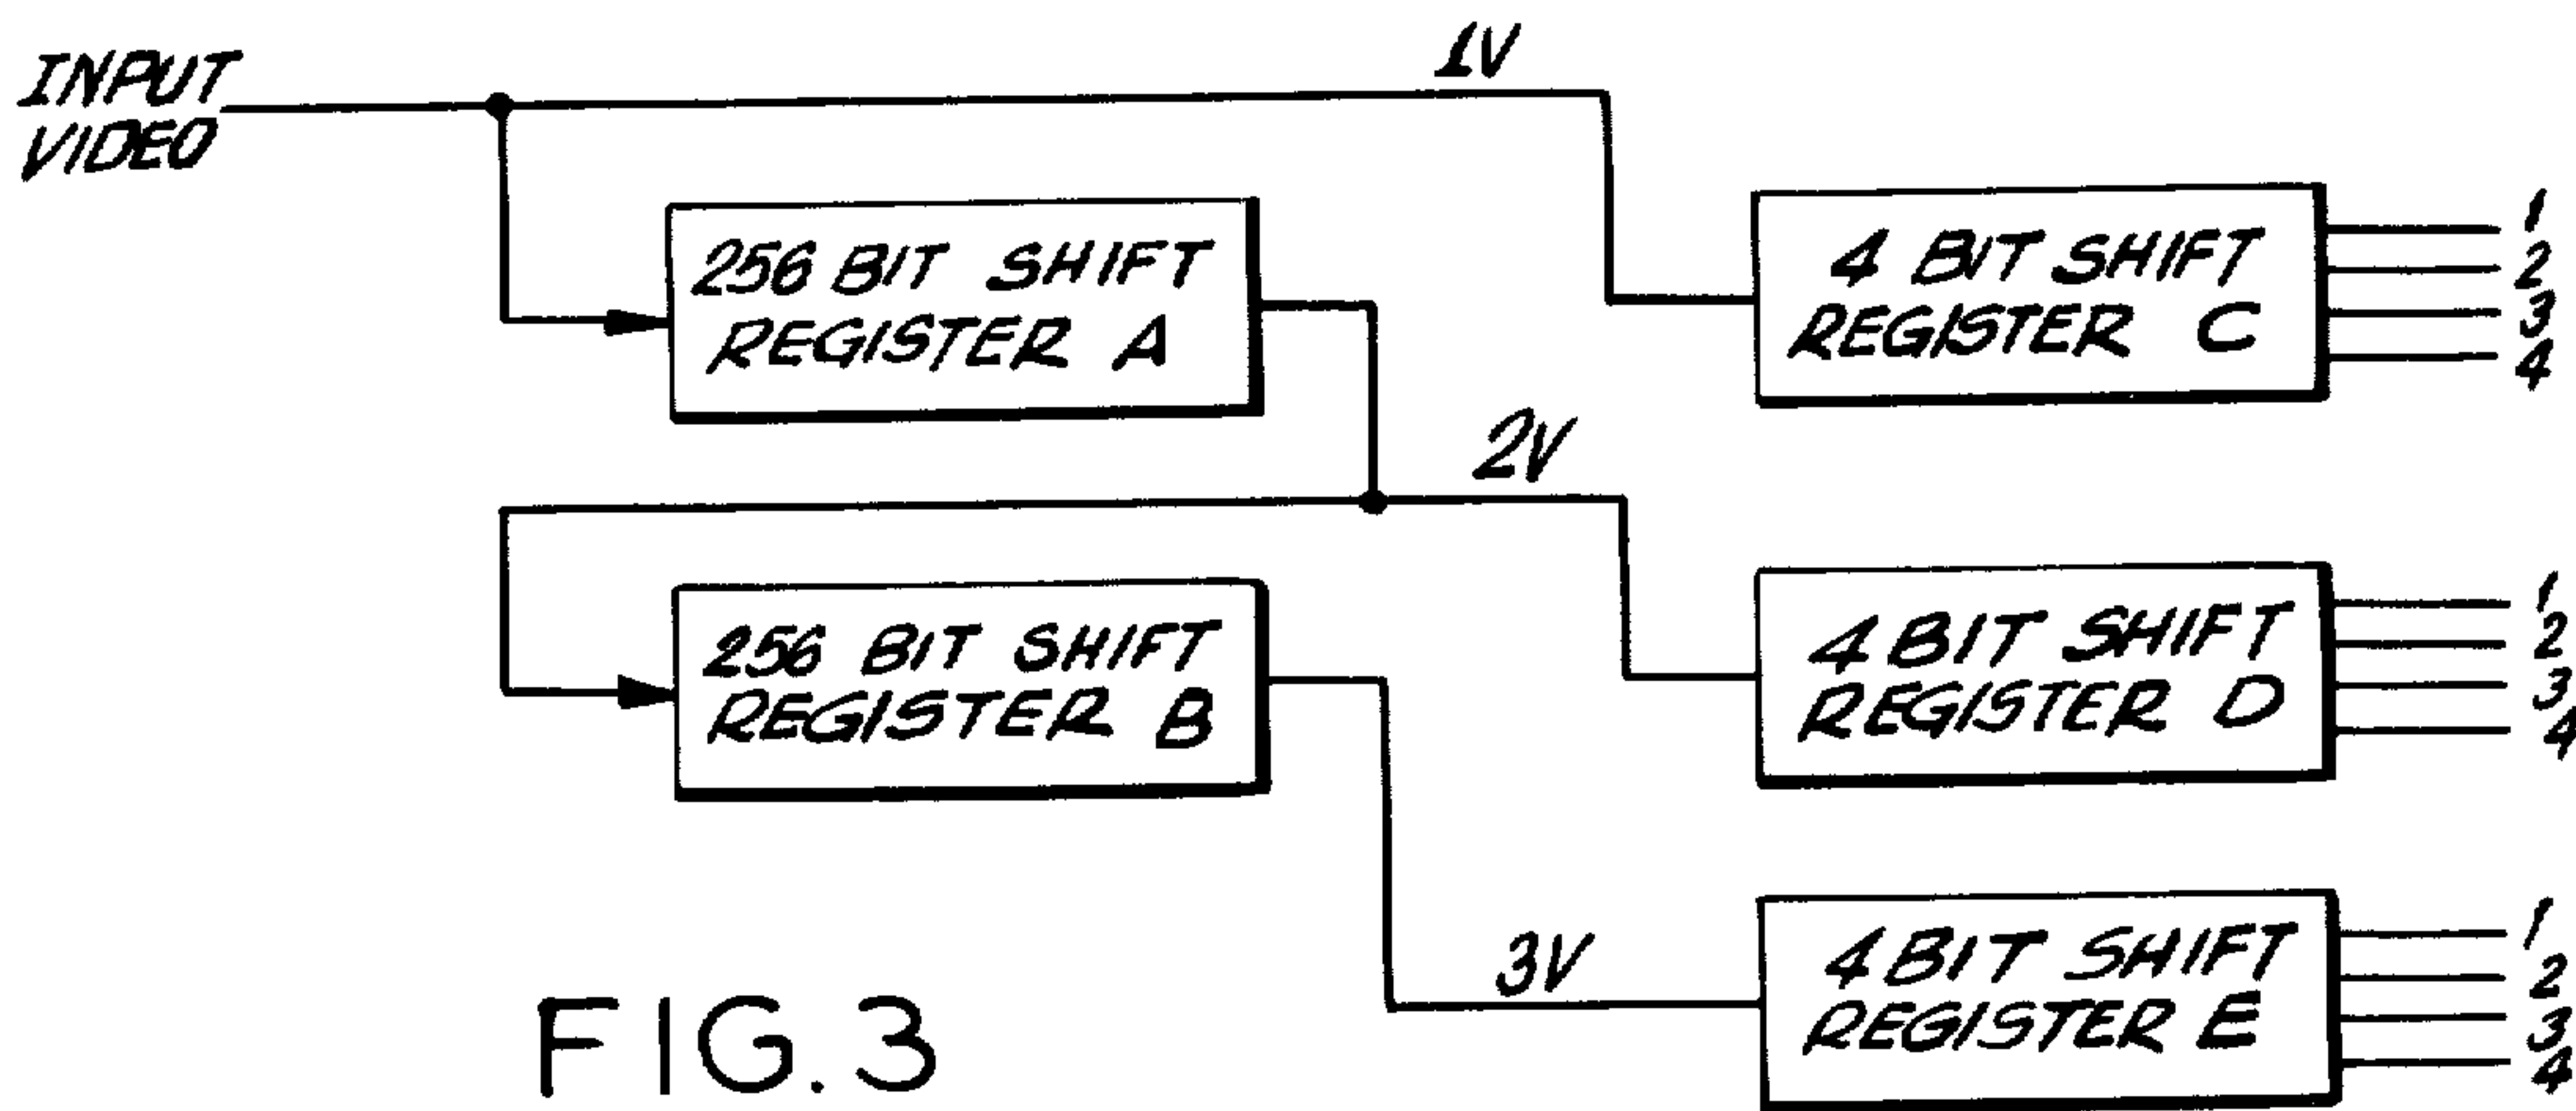 INPUT
VIDEO
1V
256 BIT SHIFT
REGISTER A
4 BIT SHIFT
REGISTER C
1
2
3
4
2V
256 BIT SHIFT
REGISTER B
4 BIT SHIFT
REGISTER D
1
2
3
4
3V
4 BIT SHIFT
REGISTER E
1
2
3
4
FIG. 3